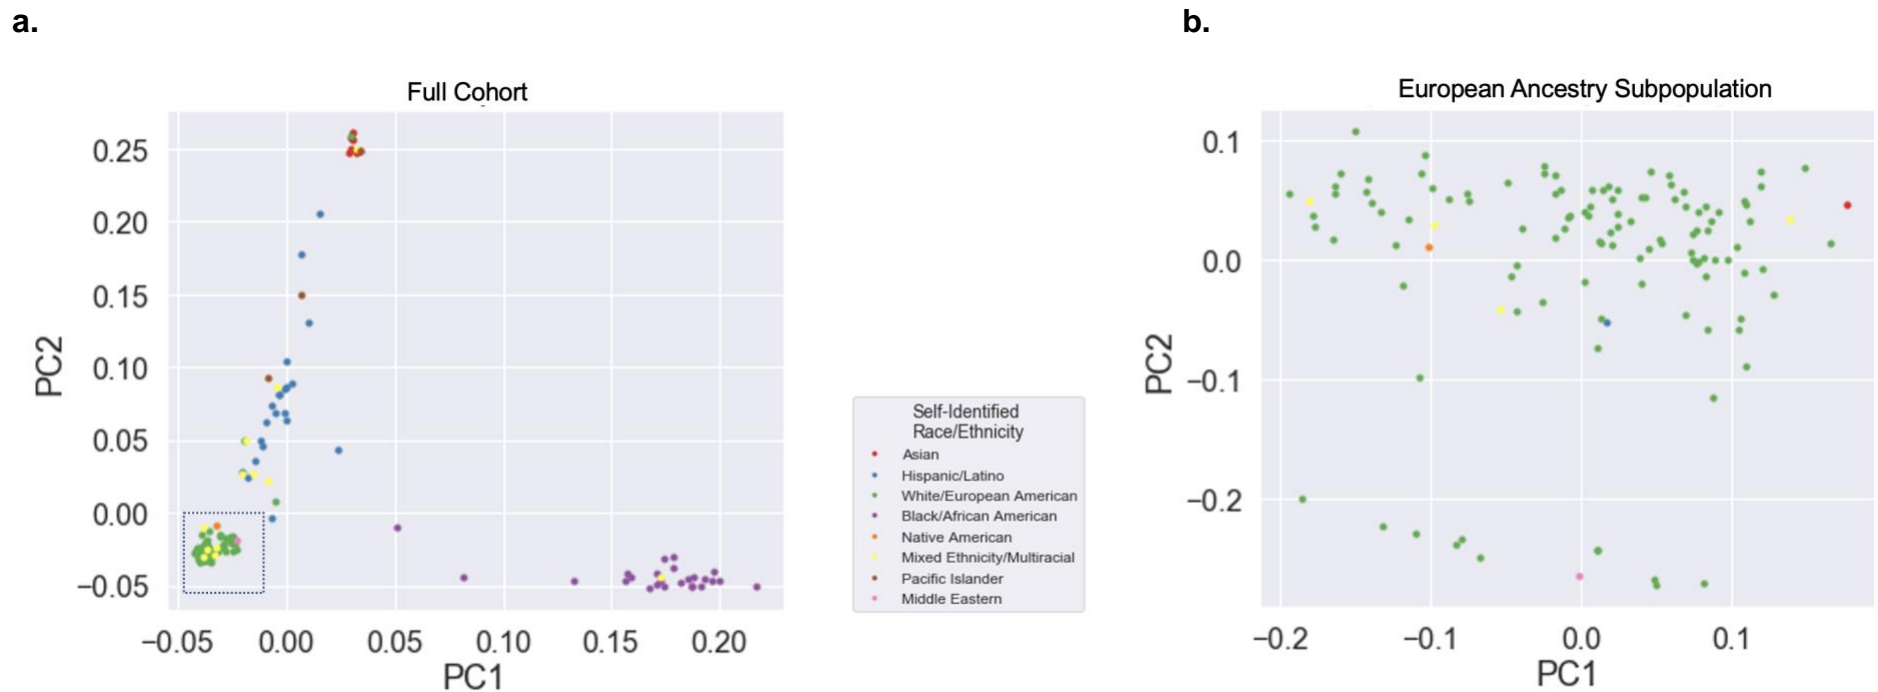 a.
Full Cohort
0.25
0.20
0.15
0.10
0.05
0.00
−0.05
PC2
−0.05 0.00 0.05 0.10 0.15 0.20
PC1
Self-Identified
Race/Ethnicity
Asian
Hispanic/Latino
White/European American
Black/African American
Native American
Mixed Ethnicity/Multiracial
Pacific Islander
Middle Eastern
b.
European Ancestry Subpopulation
0.1
0.0
−0.1
−0.2
PC2
−0.2 −0.1 0.0 0.1
PC1